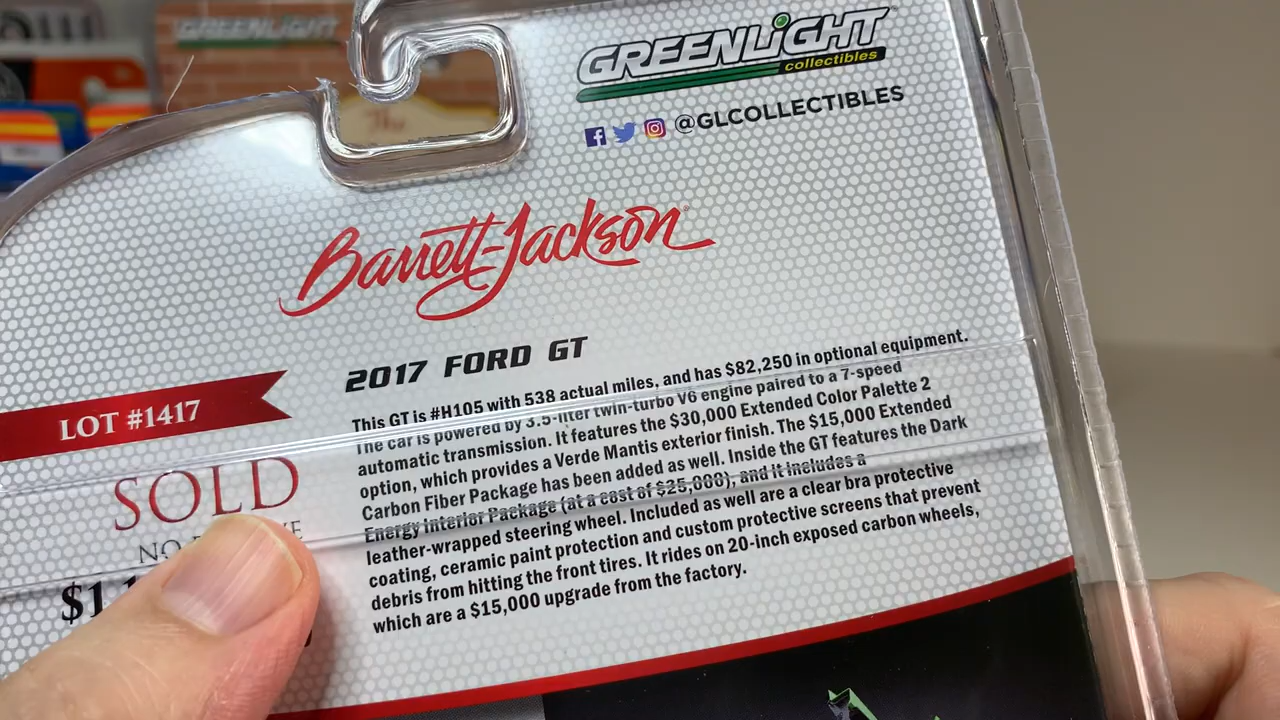 GREENLIGHT
GREENLIGHT
collectibles
@GLCOLLECTIBLES
The
Barrett-Jackson
2017 FORD GT
LOT #1417
SOLD
NO
$1
This GT is #H105 with 538 actual miles, and has $82,250 in optional equipment.
The car is powered by 3.5-liter twin-turbo V6 engine paired to a 7-speed
automatic transmission. It features the $30,000 Extended Color Palette 2
option, which provides a Verde Mantis exterior finish. The $15,000 Extended
Carbon Fiber Package has been added as well. Inside the GT features the Dark
Energy Interior Package (at a cost of $25,000), and it includes a
leather-wrapped steering wheel. Included as well are a clear bra protective
coating, ceramic paint protection and custom protective screens that prevent
debris from hitting the front tires. It rides on 20-inch exposed carbon wheels,
which are a $15,000 upgrade from the factory.